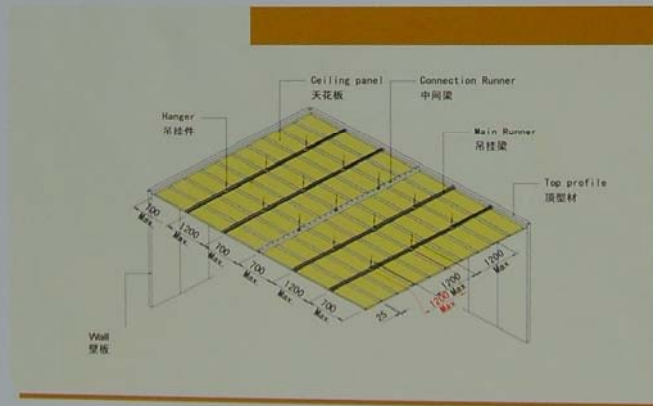 Ceiling panel
天花板
Connection Runner
中间梁
Hanger
吊挂件
Main Runner
吊挂梁
Top profile
顶型材
700
Max.
1200
Max.
700
Max.
700
Max.
1200
Max.
700
Max.
25
1200
Max.
1200
Max
1200
Max
Wall
壁板